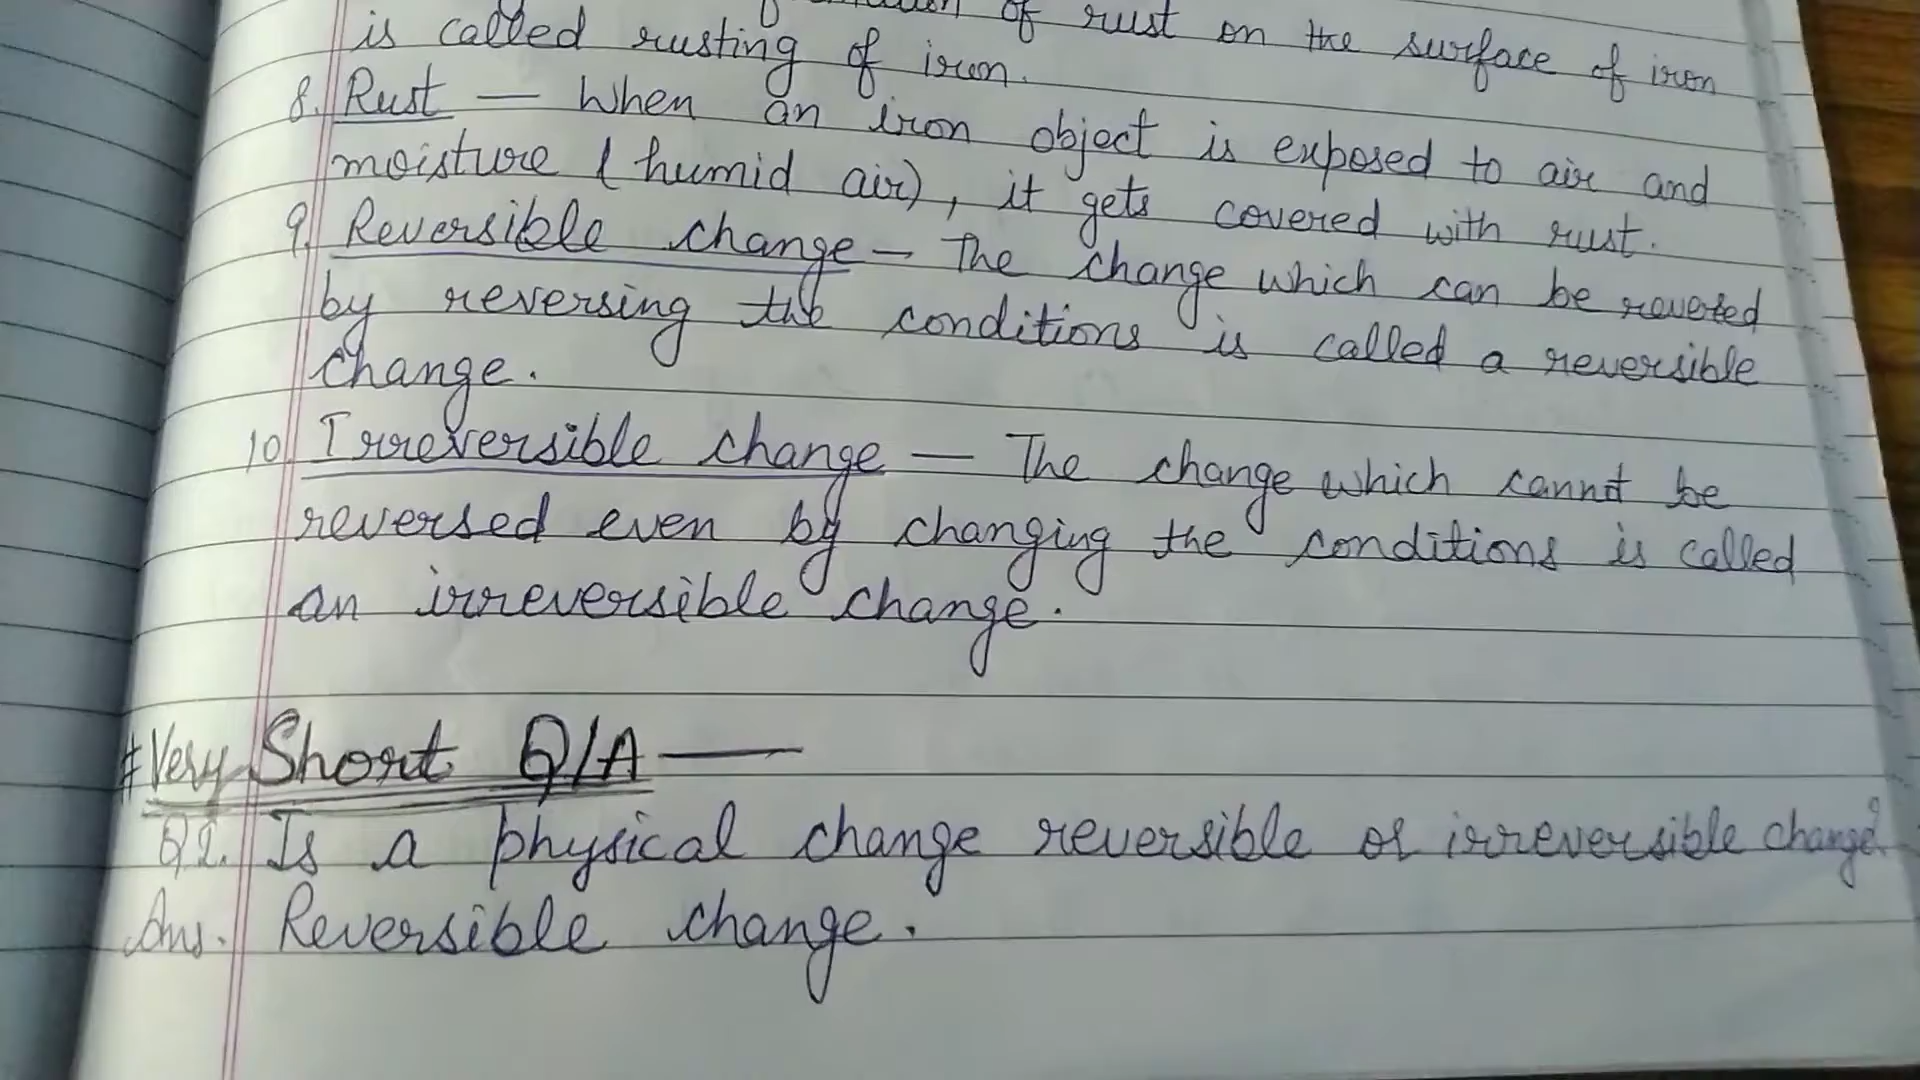 of rust on the surface of iron
is called rusting of iron.
8. Rust — When an iron object is exposed to air and
moisture (humid air), it gets covered with rust.
9. Reversible change – The change which can be reversed
by reversing the conditions is called a reversible
change.
10. Irreversible change — The change which cannot be
reversed even by changing the conditions is called
an irreversible change.
# Very Short Q/A —
Q1. Is a physical change reversible or irreversible change?
Ans. Reversible change.